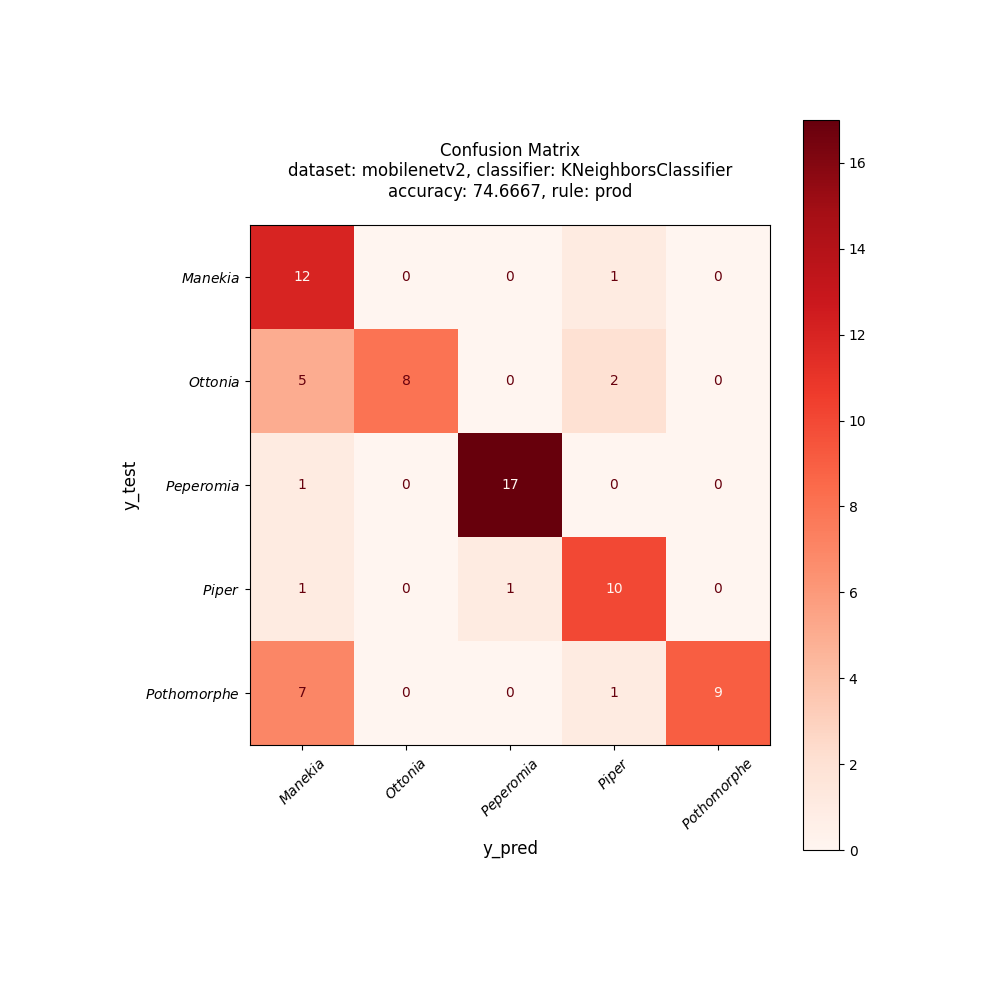 Confusion Matrix
dataset: mobilenetv2, classifier: KNeighborsClassifier
accuracy: 74.6667, rule: prod
y_test
Manekia 12 0 0 1 0
Ottonia 5 8 0 2 0
Peperomia 1 0 17 0 0
Piper 1 0 1 10 0
Pothomorphe 7 0 0 1 9
Manekia Ottonia Peperomia Piper Pothomorphe
y_pred
16
14
12
10
8
6
4
2
0